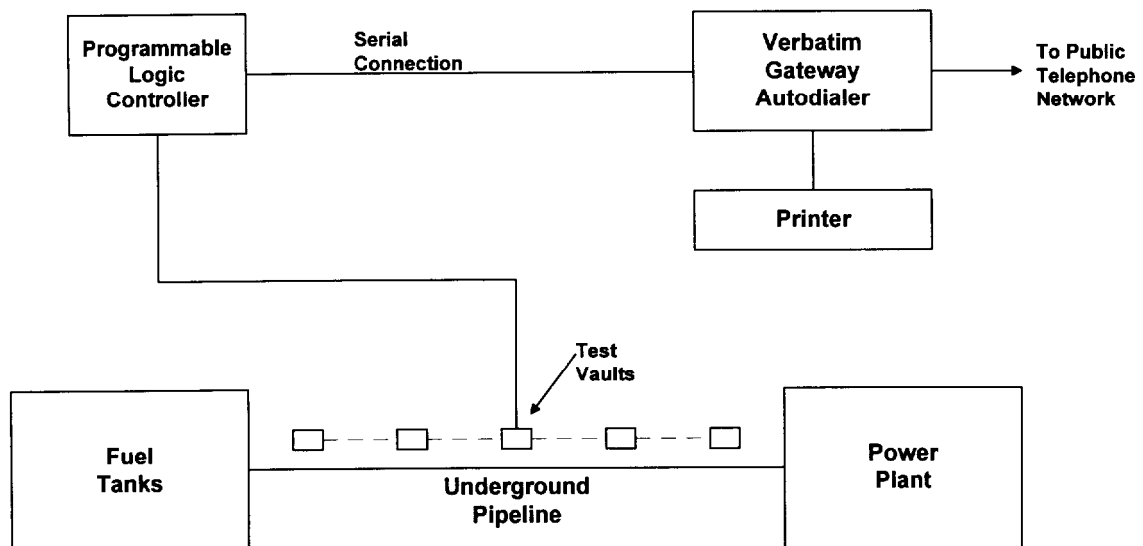 Programmable
Logic
Controller
Serial
Connection
Verbatim
Gateway
Autodialer
To Public
Telephone
Network
Printer
Test
Vaults
Fuel
Tanks
Underground
Pipeline
Power
Plant